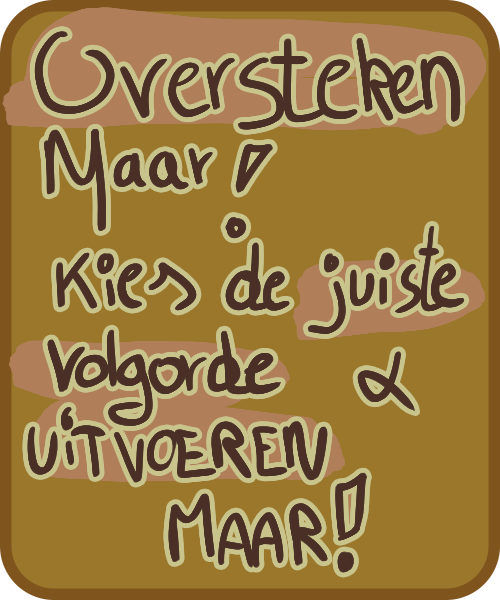 Oversteken
Maar!
Kies de juiste
volgorde &
UiTVOEREN
MAAR!